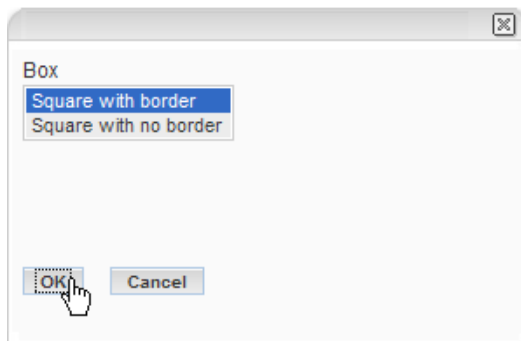 Box
Square with border
Square with no border
OK
Cancel